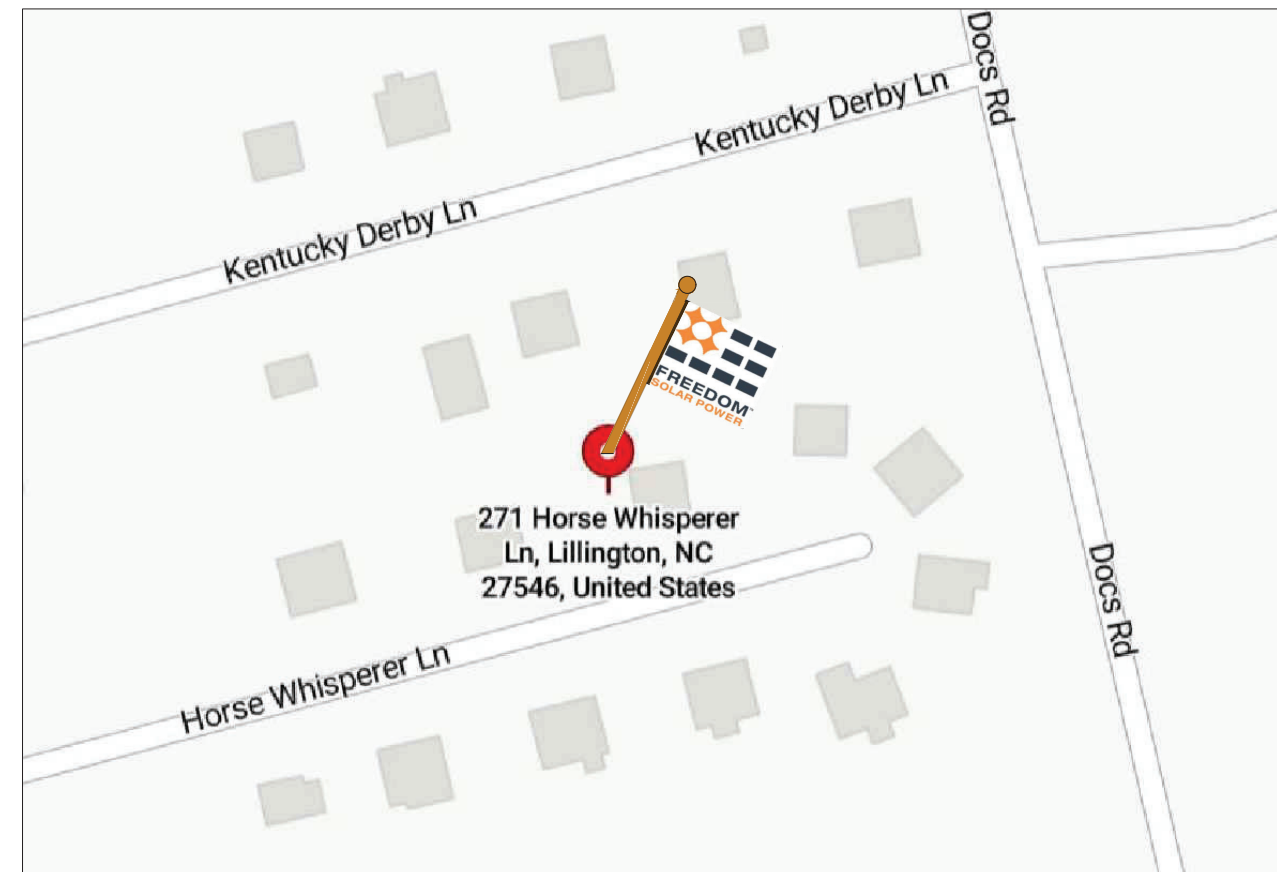 Docs Rd
Kentucky Derby Ln
Kentucky Derby Ln
FREEDOM™
SOLAR POWER
271 Horse Whisperer
Ln, Lillington, NC
27546, United States
Docs Rd
Horse Whisperer Ln